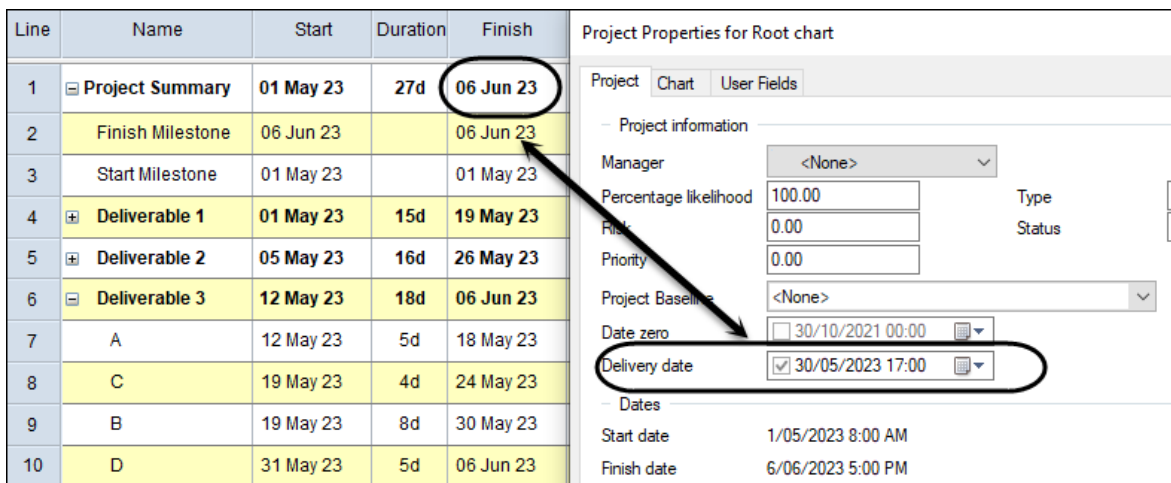 Line Name Start Duration Finish
1 Project Summary 01 May 23 27d 06 Jun 23
2 Finish Milestone 06 Jun 23 06 Jun 23
3 Start Milestone 01 May 23 01 May 23
4 Deliverable 1 01 May 23 15d 19 May 23
5 Deliverable 2 05 May 23 16d 26 May 23
6 Deliverable 3 12 May 23 18d 06 Jun 23
7 A 12 May 23 5d 18 May 23
8 C 19 May 23 4d 24 May 23
9 B 19 May 23 8d 30 May 23
10 D 31 May 23 5d 06 Jun 23
Project Properties for Root chart
Project Chart User Fields
Project information
Manager <None>
Percentage likelihood 100.00 Type
Risk 0.00 Status
Priority 0.00
Project Baseline <None>
Date zero 30/10/2021 00:00
Delivery date 30/05/2023 17:00
Dates
Start date 1/05/2023 8:00 AM
Finish date 6/06/2023 5:00 PM